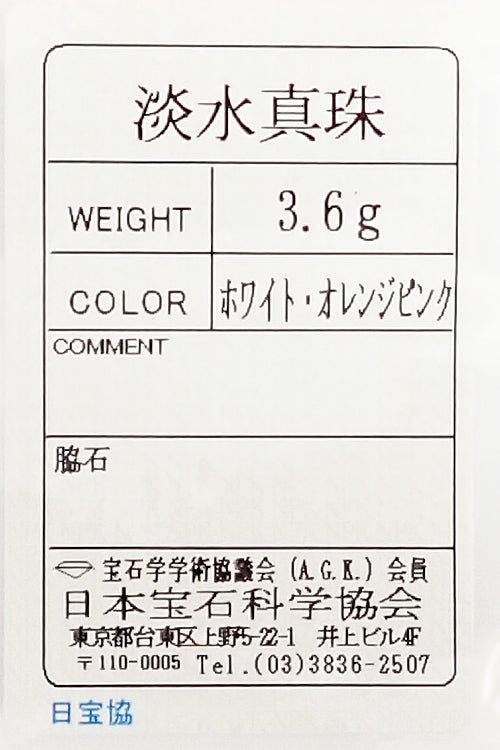 淡水真珠
WEIGHT 3.6g
COLOR ホワイト・オレンジピンク
COMMENT
脇石
宝石学学術協議会(A.G.K.)会員
日本宝石科学協会
東京都台東区上野5-22-1 井上ビル4F
〒110-0005 Tel.(03)3836-2507
日宝協